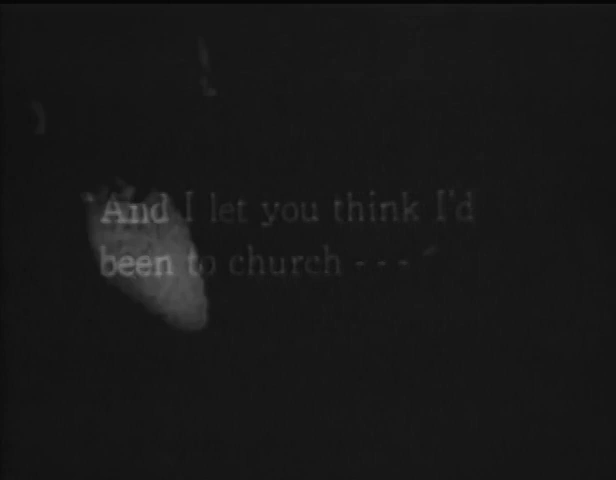 "And I let you think I'd
been to church - - - "